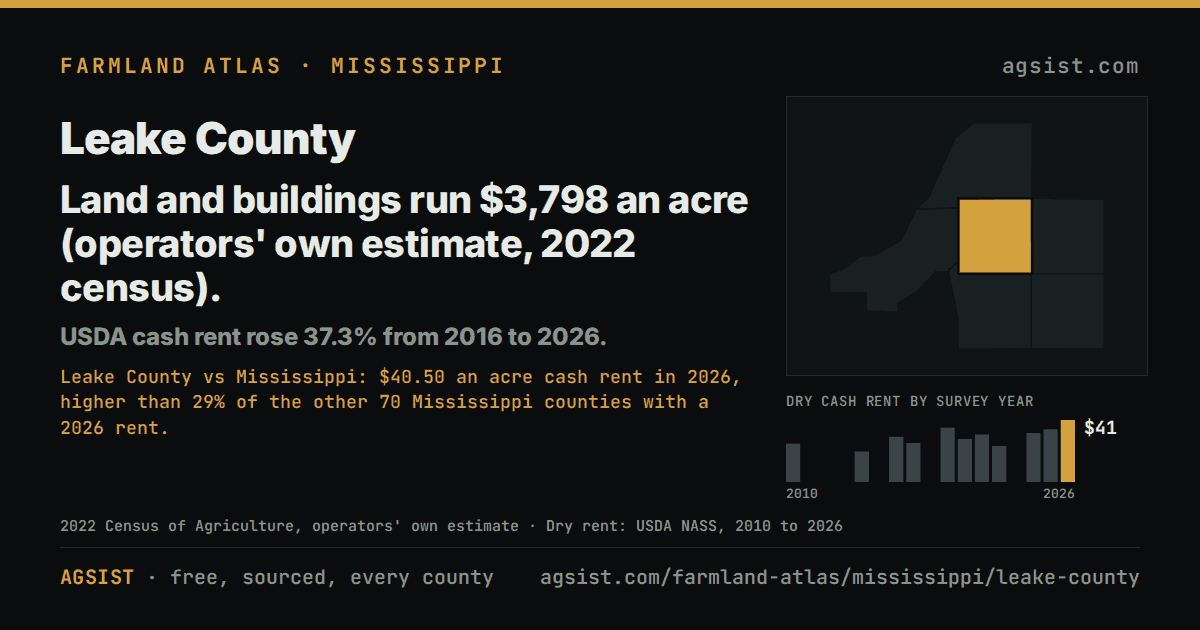 FARMLAND ATLAS · MISSISSIPPI
agsist.com
Leake County
Land and buildings run $3,798 an acre
(operators' own estimate, 2022
census).
USDA cash rent rose 37.3% from 2016 to 2026.
Leake County vs Mississippi: $40.50 an acre cash rent in 2026,
higher than 29% of the other 70 Mississippi counties with a
2026 rent.
DRY CASH RENT BY SURVEY YEAR
$41
2010
2026
2022 Census of Agriculture, operators' own estimate · Dry rent: USDA NASS, 2010 to 2026
AGSIST · free, sourced, every county
agsist.com/farmland-atlas/mississippi/leake-county